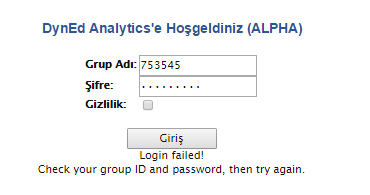 DynEd Analytics'e Hoşgeldiniz (ALPHA)
Grup Adı: 753545
Şifre: •••••••••
Gizlilik:
Giriş
Login failed!
Check your group ID and password, then try again.